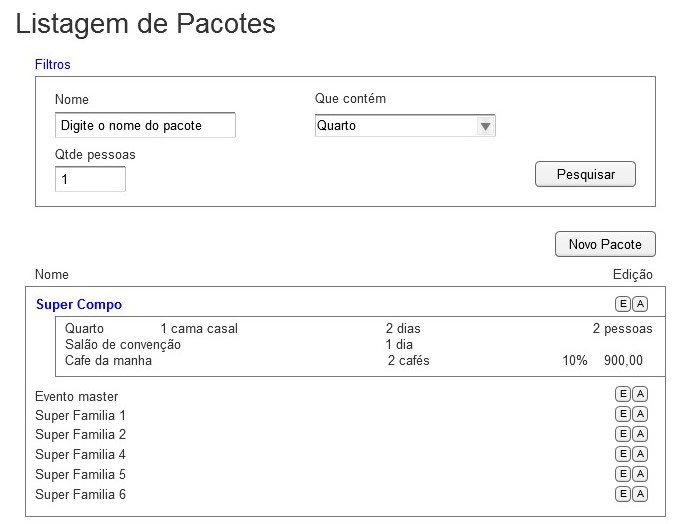 Listagem de Pacotes
Filtros
Nome Que contém
Digite o nome do pacote Quarto
Qtde pessoas
1 Pesquisar
Novo Pacote
Nome Edição
Super Compo E A
Quarto 1 cama casal 2 dias 2 pessoas
Salão de convenção 1 dia
Cafe da manha 2 cafés 10% 900,00
Evento master E A
Super Familia 1 E A
Super Familia 2 E A
Super Familia 4 E A
Super Familia 5 E A
Super Familia 6 E A